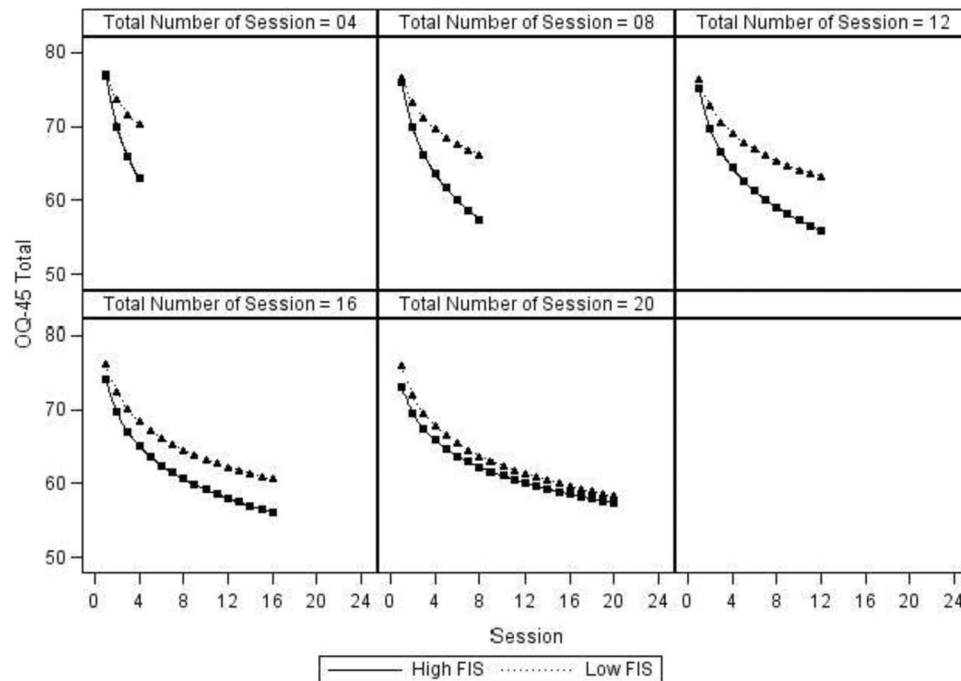 Total Number of Session = 04
Total Number of Session = 08
Total Number of Session = 12
80
70
60
50
OQ-45 Total
Total Number of Session = 16
Total Number of Session = 20
80
70
60
50
0 4 8 12 16 20 24 0 4 8 12 16 20 24 0 4 8 12 16 20 24
Session
High FIS Low FIS